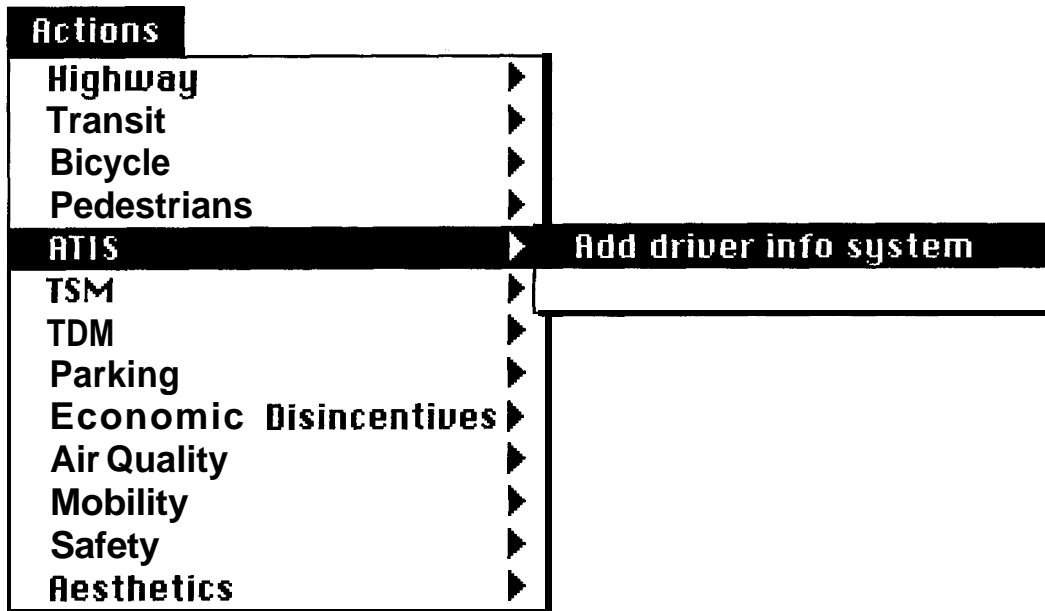 Actions
Highway
Transit
Bicycle
Pedestrians
ATIS
Add driver info system
TSM
TDM
Parking
Economic Disincentives
Air Quality
Mobility
Safety
Aesthetics